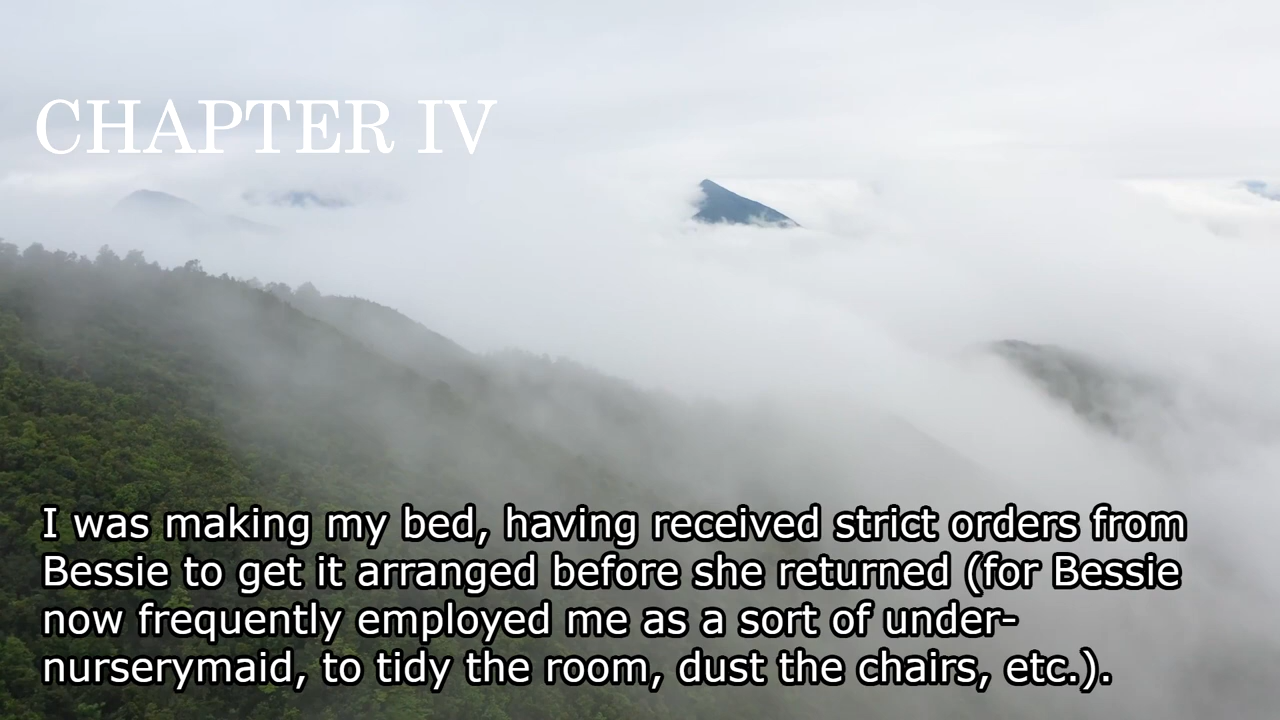 CHAPTER IV
I was making my bed, having received strict orders from
Bessie to get it arranged before she returned (for Bessie
now frequently employed me as a sort of under-
nurserymaid, to tidy the room, dust the chairs, etc.).